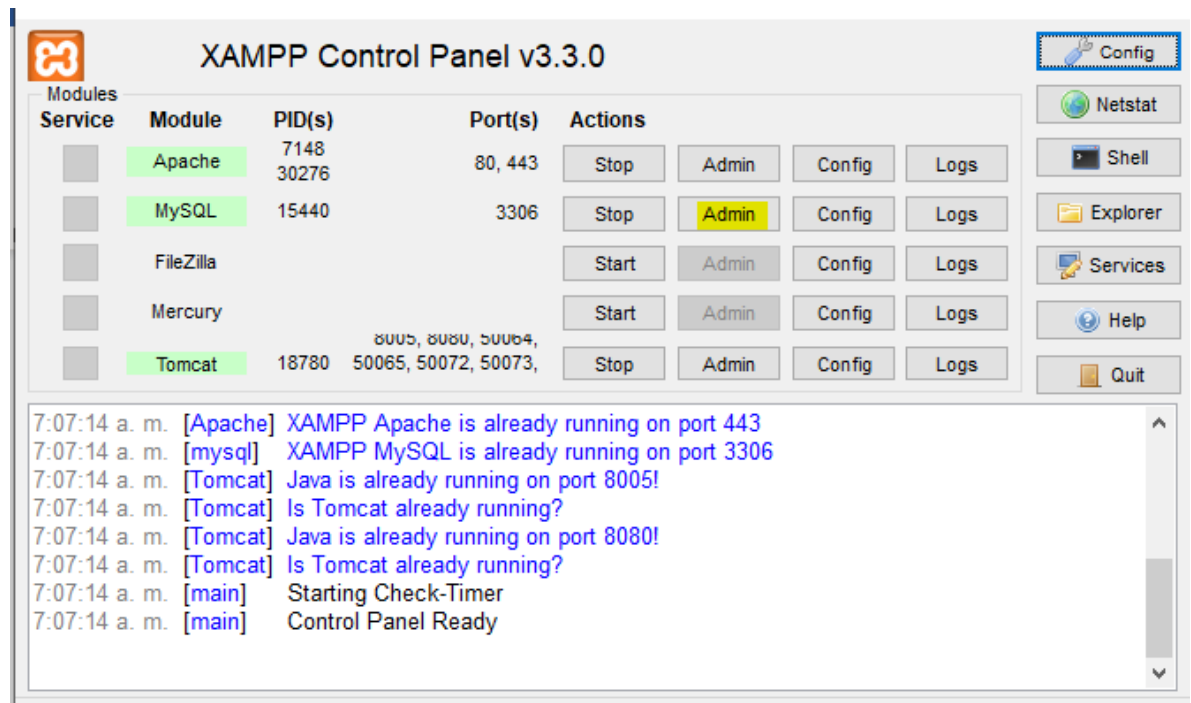 XAMPP Control Panel v3.3.0
Config
Modules
Service Module PID(s) Port(s) Actions
Netstat
Apache 7148 30276 80, 443 Stop Admin Config Logs
Shell
MySQL 15440 3306 Stop Admin Config Logs
Explorer
FileZilla Start Admin Config Logs
Services
Mercury Start Admin Config Logs
Help
8005, 8080, 50064,
Tomcat 18780 50065, 50072, 50073, Stop Admin Config Logs
Quit
7:07:14 a. m. [Apache] XAMPP Apache is already running on port 443
7:07:14 a. m. [mysql] XAMPP MySQL is already running on port 3306
7:07:14 a. m. [Tomcat] Java is already running on port 8005!
7:07:14 a. m. [Tomcat] Is Tomcat already running?
7:07:14 a. m. [Tomcat] Java is already running on port 8080!
7:07:14 a. m. [Tomcat] Is Tomcat already running?
7:07:14 a. m. [main] Starting Check-Timer
7:07:14 a. m. [main] Control Panel Ready